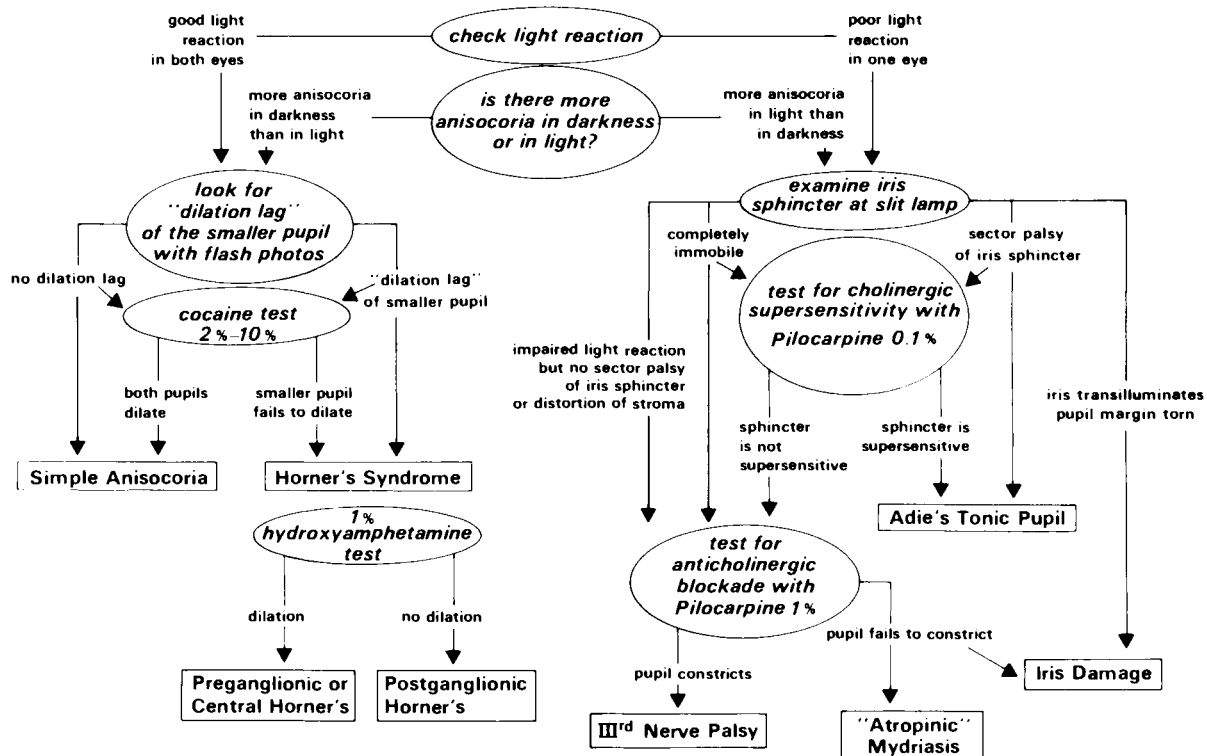 good light
reaction
in both eyes
check light reaction
poor light
reaction
in one eye
more anisocoria
in darkness
than in light
is there more
anisocoria in darkness
or in light?
more anisocoria
in light than
in darkness
look for
"dilation lag"
of the smaller pupil
with flash photos
examine iris
sphincter at slit lamp
no dilation lag
"dilation lag"
of smaller pupil
completely
immobile
sector palsy
of iris sphincter
cocaine test
2%-10%
test for cholinergic
supersensitivity with
Pilocarpine 0.1%
impaired light reaction
but no sector palsy
of iris sphincter
or distortion of stroma
both pupils
dilate
smaller pupil
fails to dilate
iris transilluminates
pupil margin torn
sphincter
is not
supersensitive
sphincter is
supersensitive
Simple Anisocoria
Horner's Syndrome
Adie's Tonic Pupil
1%
hydroxyamphetamine
test
test for
anticholinergic
blockade with
Pilocarpine 1%
dilation
no dilation
pupil fails to constrict
pupil constricts
Preganglionic or
Central Horner's
Postganglionic
Horner's
Iris Damage
IIIrd Nerve Palsy
"Atropinic"
Mydriasis